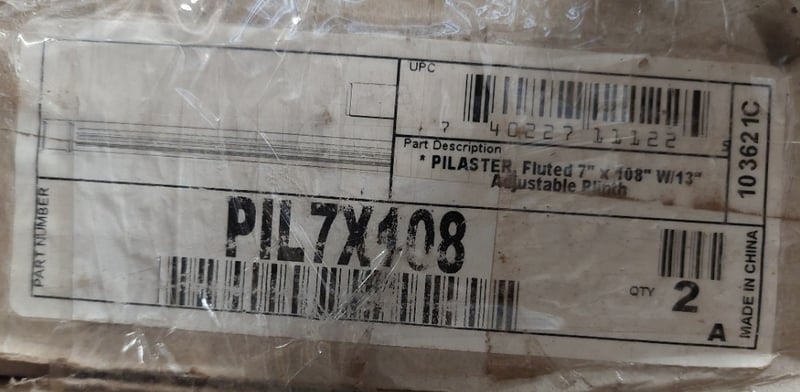 UPC
7 40227 11122 5
Part Description
* PILASTER, Fluted 7" x 108" W/13"
Adjustable Plinth
10 3621C
PART NUMBER
PIL7X108
QTY 2
A
MADE IN CHINA